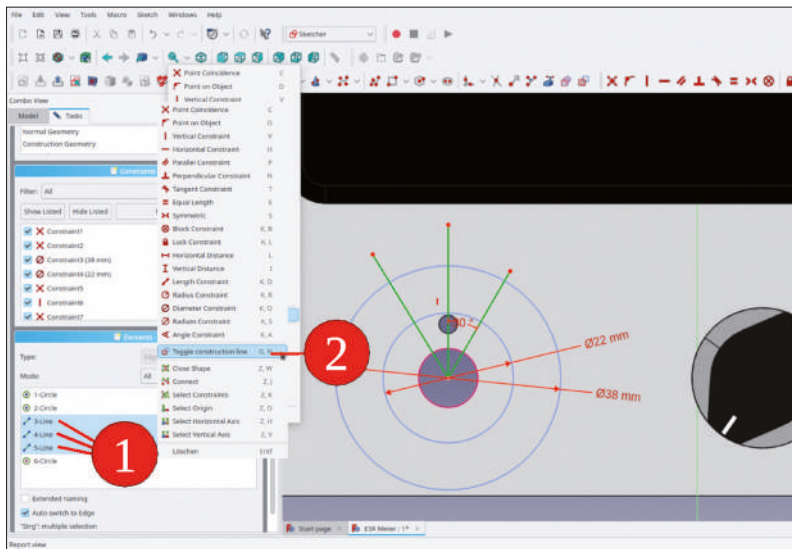 File Edit View Tools Macro Sketch Windows Help
Sketcher
Combo View
Model Tasks
Normal Geometry
Construction Geometry
Constraints
Filter: All
Show Listed Hide Listed
Constraint1
Constraint2
Constraint3 (38 mm)
Constraint4 (22 mm)
Constraint5
Constraint6
Constraint7
Elements
Type:
Mode: All
1-Circle
2-Circle
3-Line
4-Line
5-Line
6-Circle
Extended naming
Auto-switch to Edge
"Strg": multiple selection
Report view
Point Coincidence C
Point on Object O
Vertical Constraint V
Point Coincidence C
Point on Object O
Vertical Constraint V
Horizontal Constraint H
Parallel Constraint P
Perpendicular Constraint N
Tangent Constraint T
Equal Length E
Symmetric S
Block Constraint K, B
Lock Constraint K, L
Horizontal Distance L
Vertical Distance I
Length Constraint K, D
Radius Constraint K, R
Diameter Constraint K, O
Radiam Constraint K, S
Angle Constraint K, A
Toggle construction line G, N
Close Shape Z, W
Connect Z, J
Select Constraints Z, K
Select Origin Z, O
Select Horizontal Axis Z, H
Select Vertical Axis Z, V
Löschen Entf
1
2
Ø22 mm
Ø38 mm
Start page
ESR Meter : 1*